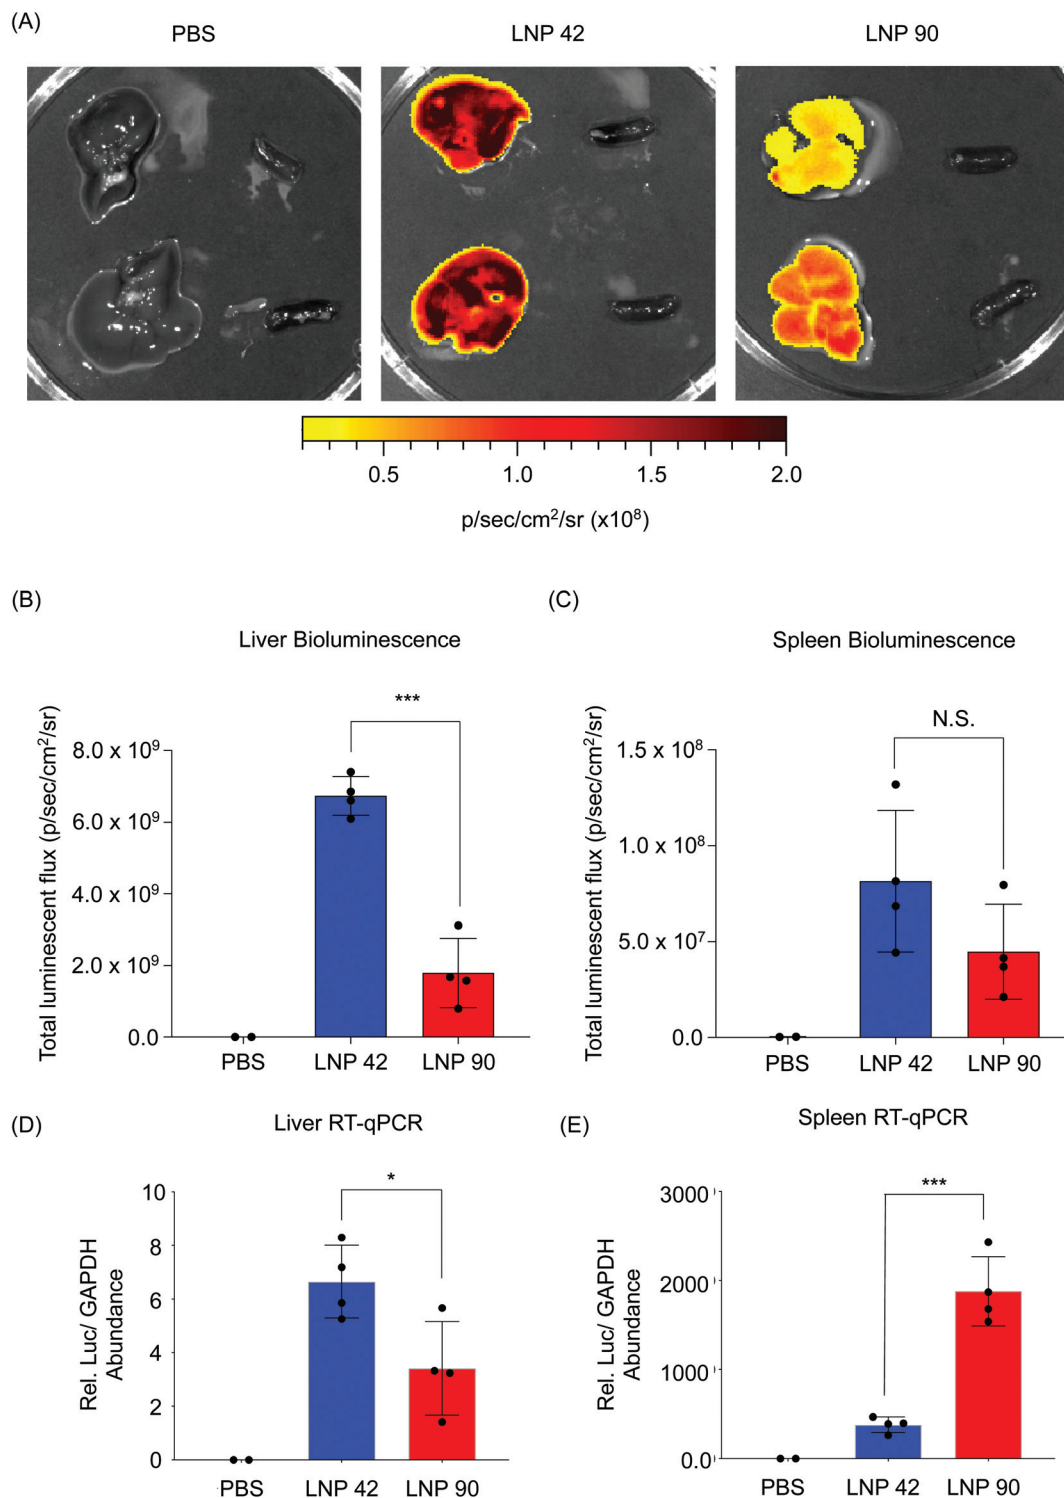 (A)
PBS
LNP 42
LNP 90
0.5
1.0
1.5
2.0
p/sec/cm²/sr (x10⁸)
(B)
Liver Bioluminescence
Total luminescent flux (p/sec/cm²/sr)
8.0 x 10⁹
6.0 x 10⁹
4.0 x 10⁹
2.0 x 10⁹
0.0
***
PBS
LNP 42
LNP 90
(C)
Spleen Bioluminescence
Total luminescent flux (p/sec/cm²/sr)
1.5 x 10⁸
1.0 x 10⁸
5.0 x 10⁷
0.0
N.S.
PBS
LNP 42
LNP 90
(D)
Liver RT-qPCR
Rel. Luc/ GAPDH
Abundance
10
8
6
4
2
0
*
PBS
LNP 42
LNP 90
(E)
Spleen RT-qPCR
Rel. Luc/ GAPDH
Abundance
3000
2000
1000
0.0
***
PBS
LNP 42
LNP 90